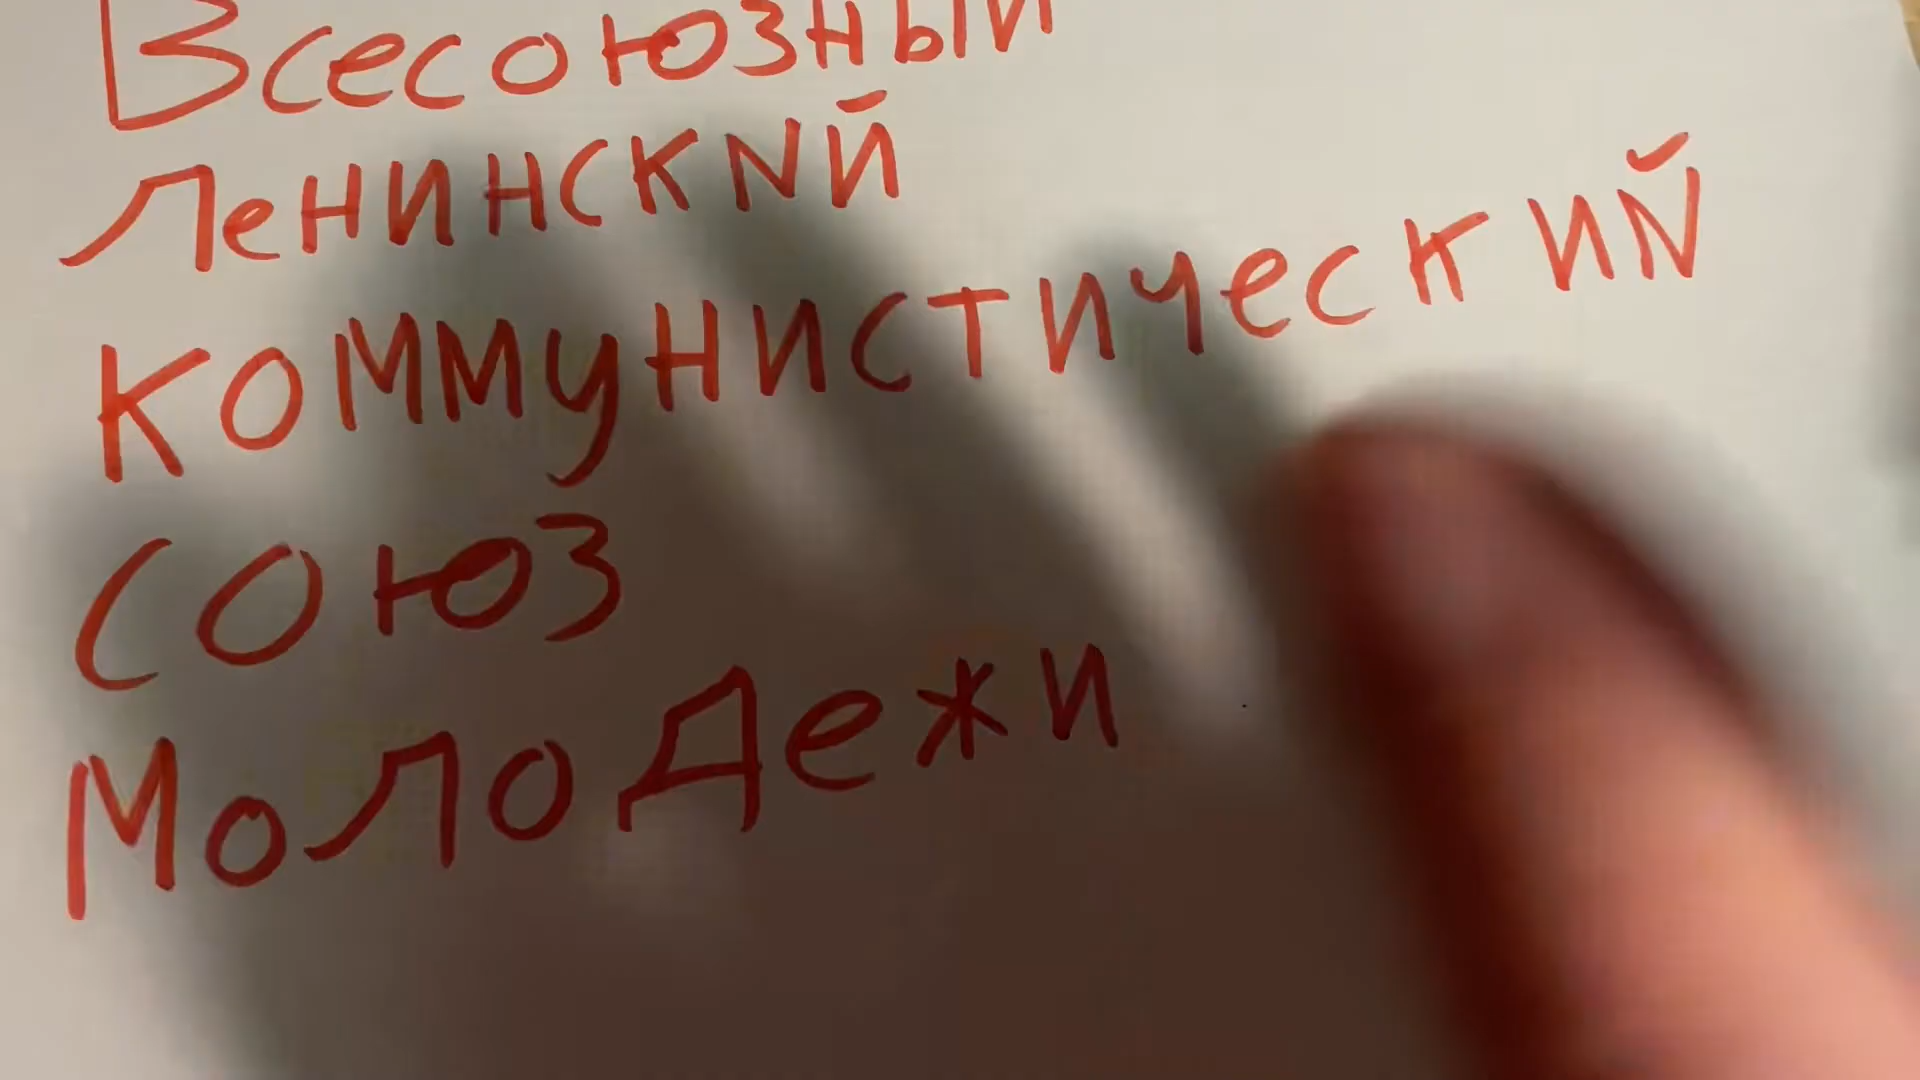 Всесоюзный
Ленинский
Коммунистический
Союз
Молодежи